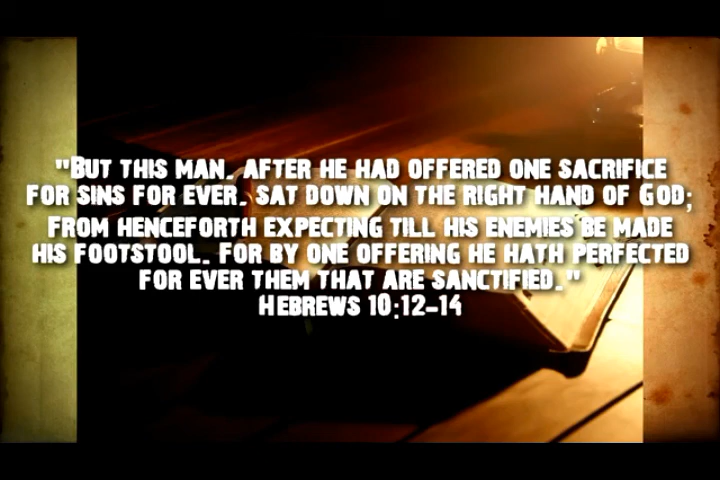 "But this man, after he had offered one sacrifice
for sins for ever, sat down on the right hand of God;
From henceforth expecting till his enemies be made
his footstool. For by one offering he hath perfected
for ever them that are sanctified."
Hebrews 10:12-14